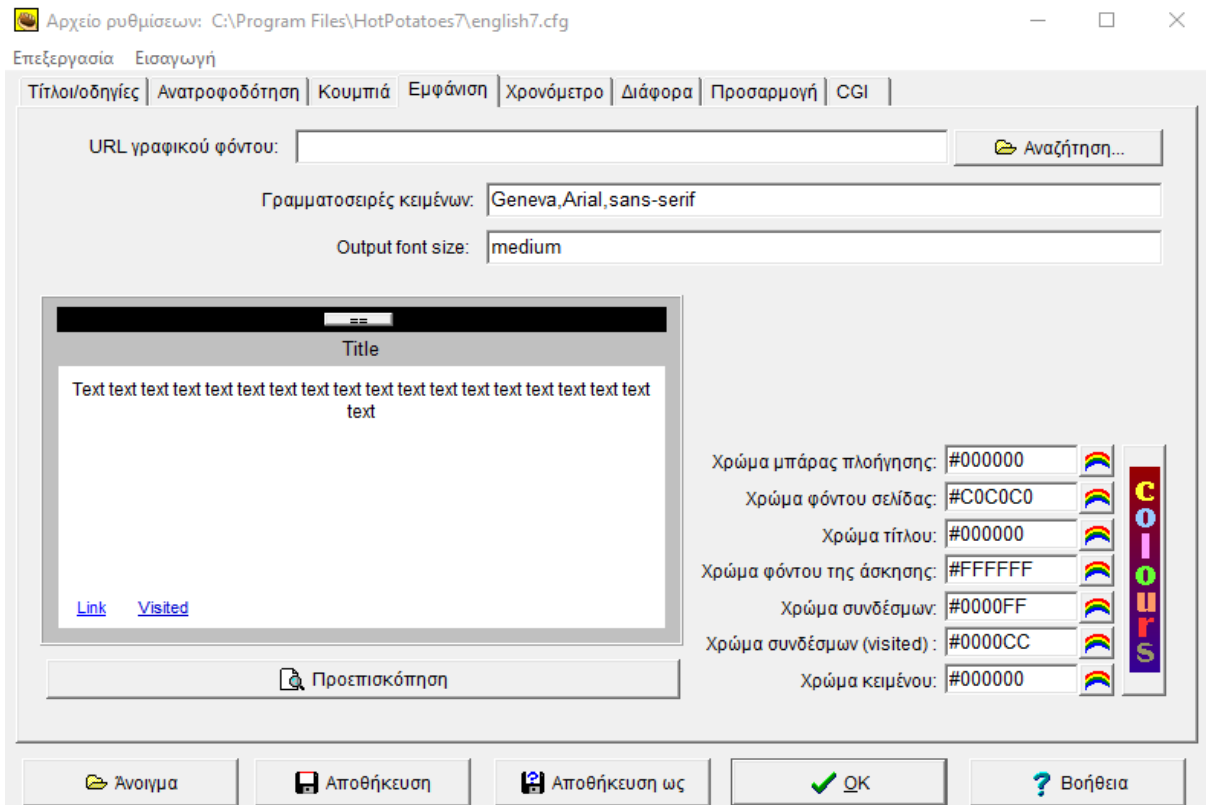 Αρχείο ρυθμίσεων: C:\Program Files\HotPotatoes7\english7.cfg
Επεξεργασία Εισαγωγή
Τίτλοι/οδηγίες Ανατροφοδότηση Κουμπιά Εμφάνιση Χρονόμετρο Διάφορα Προσαρμογή CGI
URL γραφικού φόντου: Αναζήτηση...
Γραμματοσειρές κειμένων: Geneva,Arial,sans-serif
Output font size: medium
==
Title
Text text text text text text text text text text text text text text text text text text
text
Link Visited
Προεπισκόπηση
Χρώμα μπάρας πλοήγησης: #000000
Χρώμα φόντου σελίδας: #C0C0C0
Χρώμα τίτλου: #000000
Χρώμα φόντου της άσκησης: #FFFFFF
Χρώμα συνδέσμων: #0000FF
Χρώμα συνδέσμων (visited) : #0000CC
Χρώμα κειμένου: #000000
colours
Άνοιγμα Αποθήκευση Αποθήκευση ως OK Βοήθεια